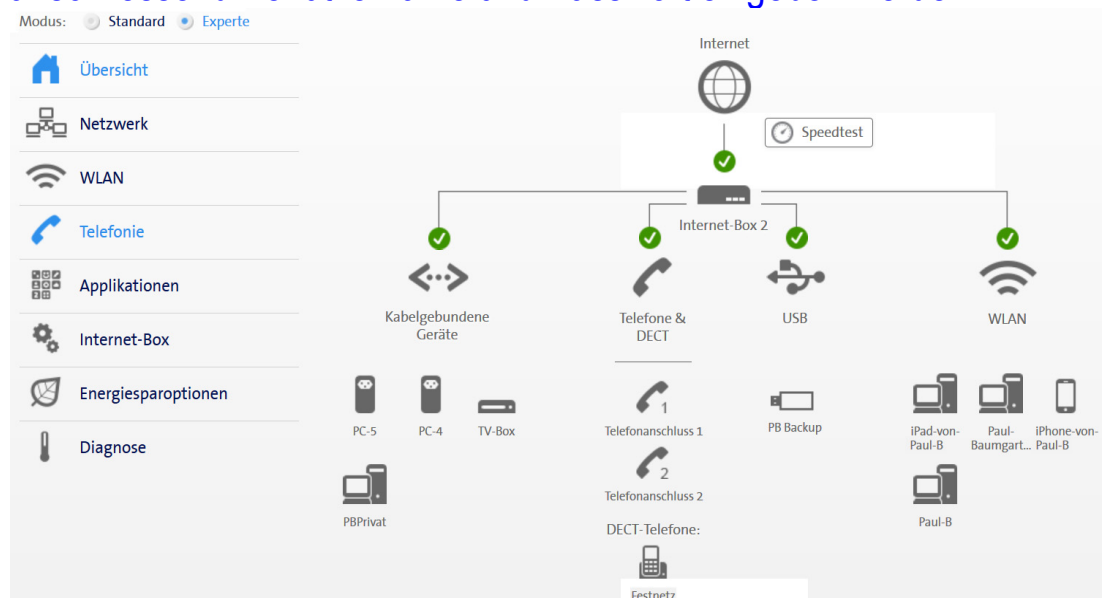 Modus: Standard Experte
Übersicht
Netzwerk
WLAN
Telefonie
Applikationen
Internet-Box
Energiesparoptionen
Diagnose
Internet
Speedtest
Internet-Box 2
Kabelgebundene
Geräte
Telefone &
DECT
USB
WLAN
PC-5
PC-4
TV-Box
PBPrivat
1
Telefonanschluss 1
2
Telefonanschluss 2
DECT-Telefone:
Festnetz
PB Backup
iPad-von-
Paul-B
Paul-
Baumgart...
iPhone-von-
Paul-B
Paul-B